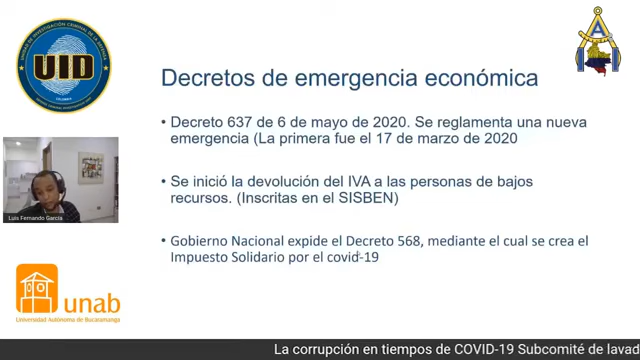 UID
Decretos de emergencia económica
• Decreto 637 de 6 de mayo de 2020. Se reglamenta una nueva
emergencia (La primera fue el 17 de marzo de 2020
• Se inició la devolución del IVA a las personas de bajos
recursos. (Inscritas en el SISBEN)
• Gobierno Nacional expide el Decreto 568, mediante el cual se crea el
Impuesto Solidario por el covid-19
Luis Fernando Garcia
unab
Universidad Autónoma de Bucaramanga
La corrupción en tiempos de COVID-19 Subcomité de lavad